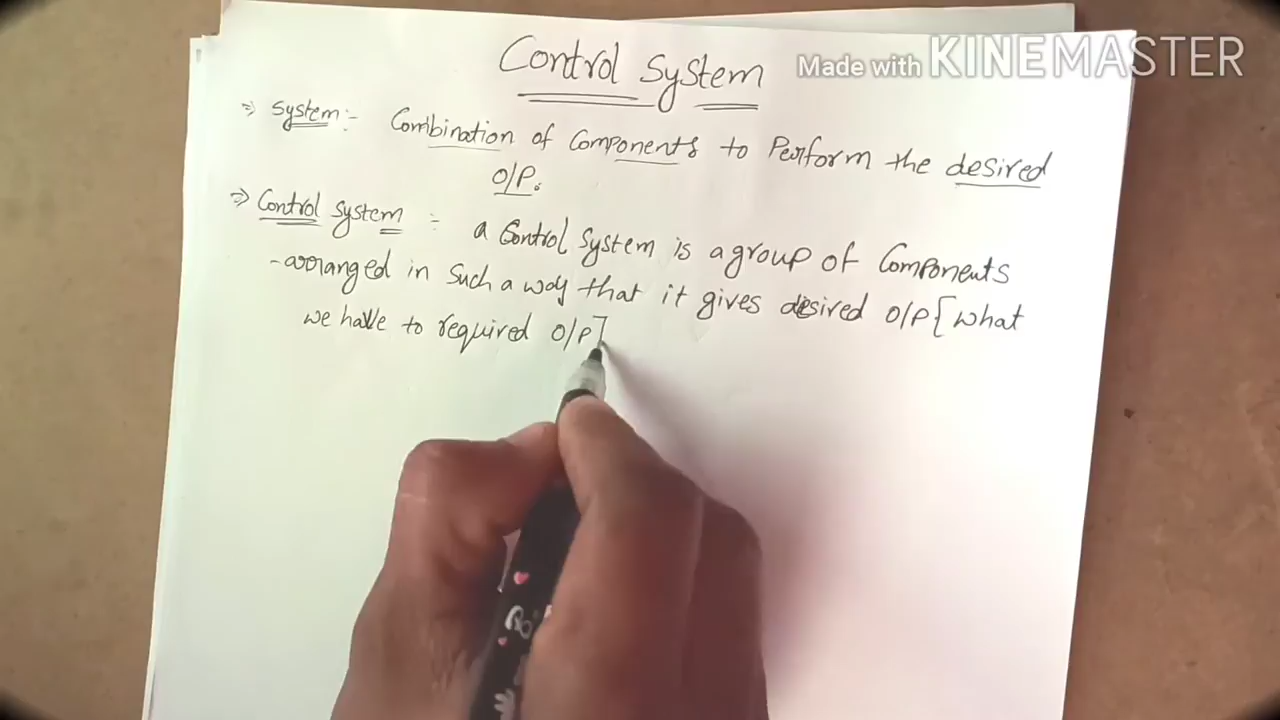 Control System
Made with KINEMASTER
⇒ System :- Combination of Components to Perform the desired
O/P.
⇒ Control System :- a Control System is a group of Components
-arranged in such a way that it gives desired O/P [what
we have to required O/P]